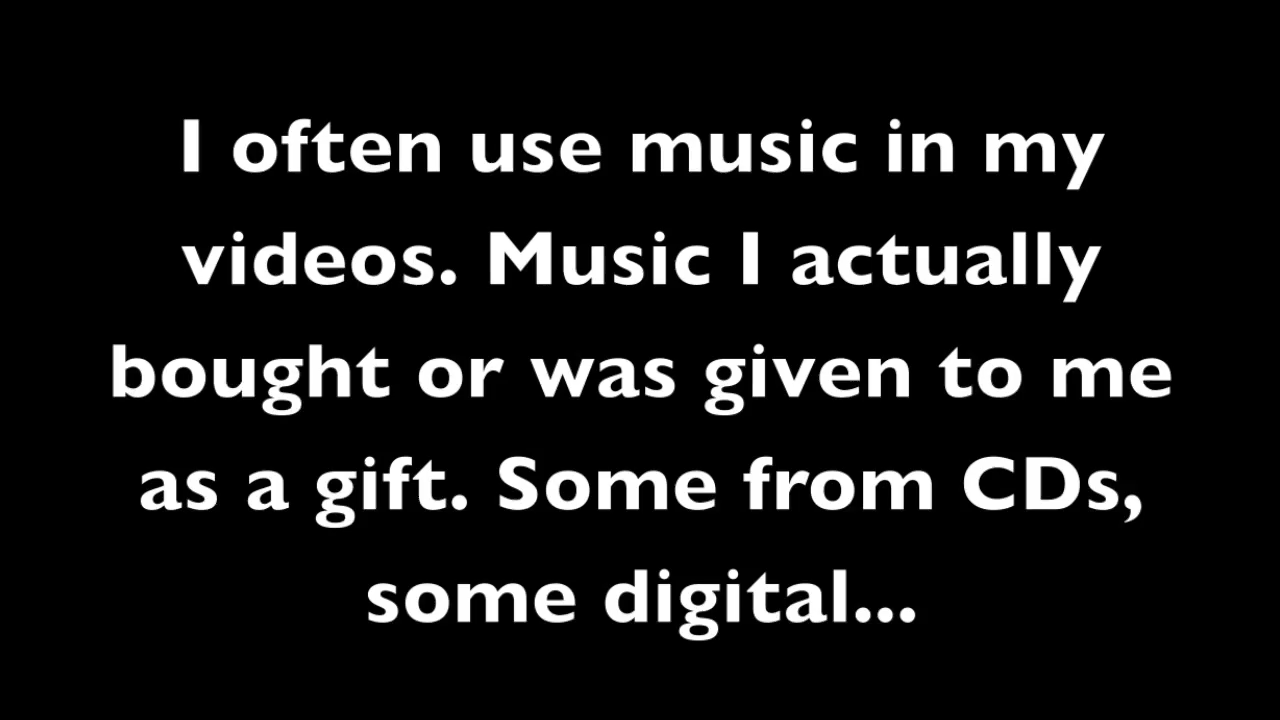 I often use music in my
videos. Music I actually
bought or was given to me
as a gift. Some from CDs,
some digital...